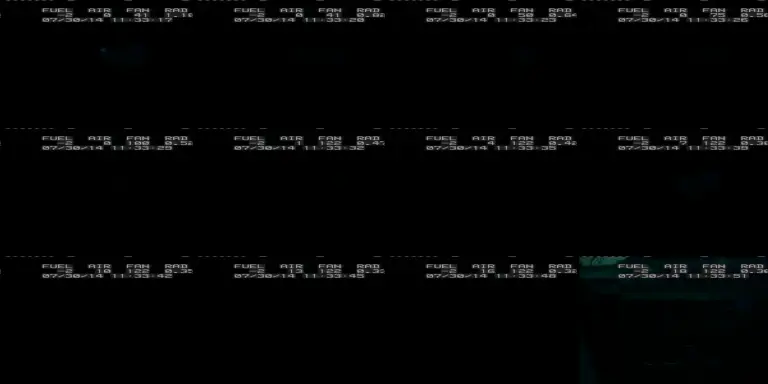 FUEL AIR FAN RAD
-2 0 41
07/30/14 11:33:17
FUEL AIR FAN RAD
-2 0 41
07/30/14 11:33:20
FUEL AIR FAN RAD
-2 0 50
07/30/14 11:33:23
FUEL AIR FAN RAD
-2 0 75
07/30/14 11:33:26
FUEL AIR FAN RAD
-2 0 100
07/30/14 11:33:29
FUEL AIR FAN RAD
-2 1 122
07/30/14 11:33:32
FUEL AIR FAN RAD
-2 4 122
07/30/14 11:33:35
FUEL AIR FAN RAD
-2 7 122
07/30/14 11:33:39
FUEL AIR FAN RAD
-2 10 122
07/30/14 11:33:42
FUEL AIR FAN RAD
-2 13 122
07/30/14 11:33:45
FUEL AIR FAN RAD
-2 16 122
07/30/14 11:33:48
FUEL AIR FAN RAD
-2 18 122
07/30/14 11:33:51